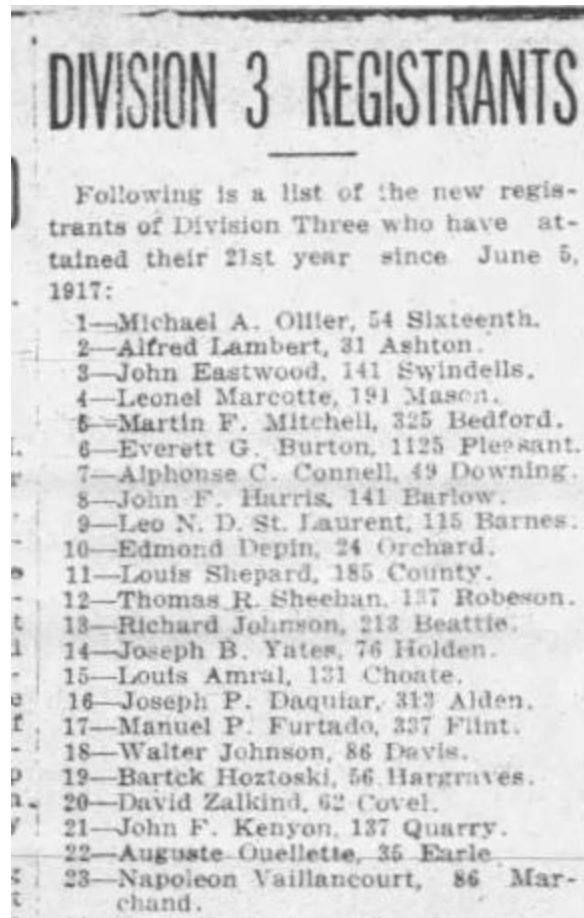 DIVISION 3 REGISTRANTS
Following is a list of the new regis-
trants of Division Three who have at-
tained their 21st year since June 5,
1917:
1—Michael A. Ollier, 54 Sixteenth.
2—Alfred Lambert, 31 Ashton.
3—John Eastwood, 141 Swindells.
4—Leonel Marcotte, 191 Mason.
5—Martin F. Mitchell, 325 Bedford.
6—Everett G. Burton, 1125 Pleasant.
7—Alphonse C. Connell, 49 Downing.
8—John F. Harris, 141 Barlow.
9—Leo N. D. St. Laurent, 115 Barnes.
10—Edmond Depin, 24 Orchard.
11—Louis Shepard, 185 County.
12—Thomas R. Sheehan, 137 Robeson.
13—Richard Johnson, 213 Beattie.
14—Joseph B. Yates, 76 Holden.
15—Louis Amral, 131 Choate.
16—Joseph P. Daquiar, 313 Alden.
17—Manuel P. Furtado, 337 Flint.
18—Walter Johnson, 86 Davis.
19—Bartck Hoztoski, 56 Hargraves.
20—David Zalkind, 62 Covel.
21—John F. Kenyon, 137 Quarry.
22—Auguste Ouellette, 35 Earle
23—Napoleon Vaillancourt, 86 Mar-
chand.